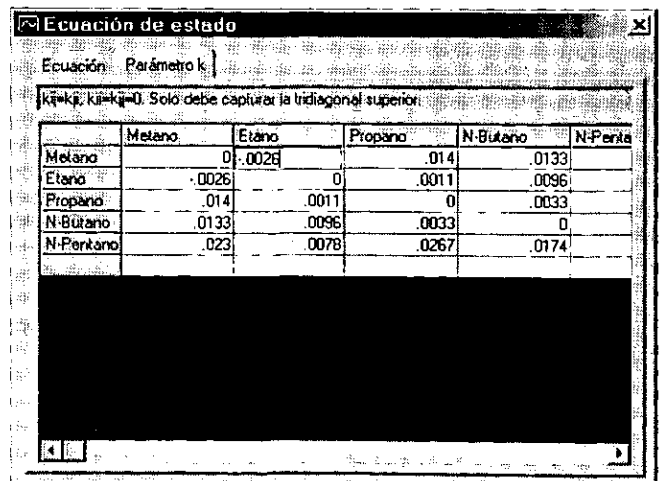 Ecuación de estado
Ecuación Parámetro k
kij=kji, kii=kjj=0. Solo debe capturar la tridiagonal superior.
Metano Etano Propano N-Butano N-Penta
Metano 0 -.0026 .014 .0133
Etano -.0026 0 .0011 .0096
Propano .014 .0011 0 .0033
N-Butano .0133 .0096 .0033 0
N-Pentano .023 .0078 .0267 .0174